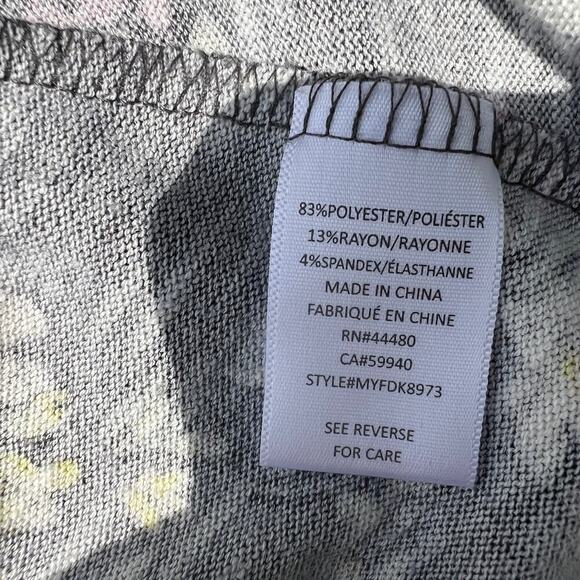 83%POLYESTER/POLIÉSTER
13%RAYON/RAYONNE
4%SPANDEX/ÉLASTHANNE
MADE IN CHINA
FABRIQUÉ EN CHINE
RN#44480
CA#59940
STYLE#MYFDK8973
SEE REVERSE
FOR CARE